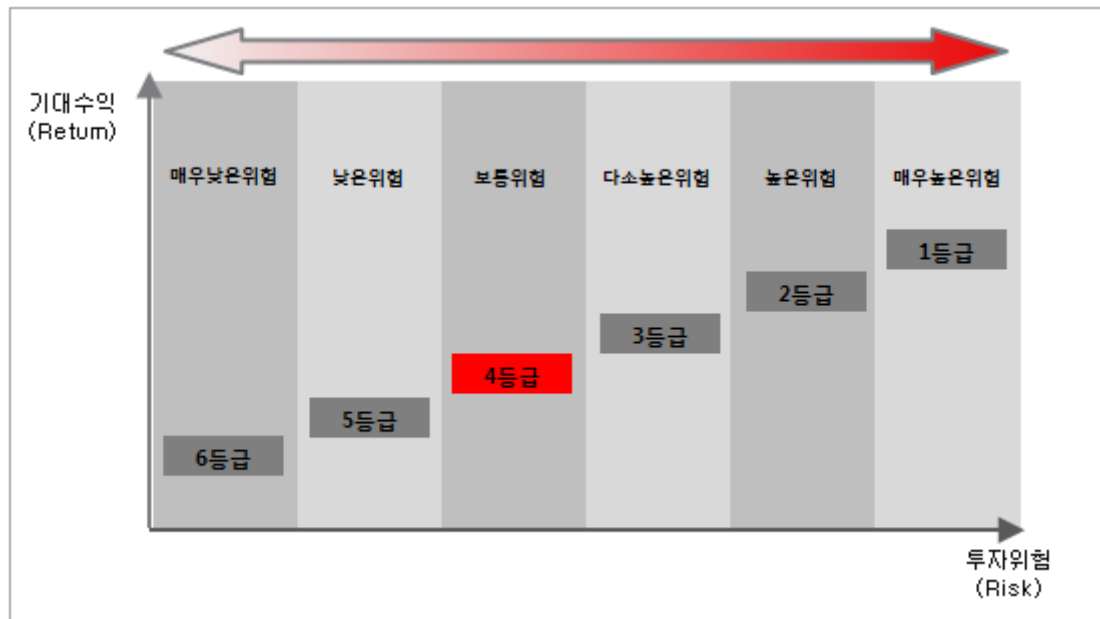 기대수익
(Return)
매우낮은위험 낮은위험 보통위험 다소높은위험 높은위험 매우높은위험
1등급
2등급
3등급
4등급
5등급
6등급
투자위험
(Risk)